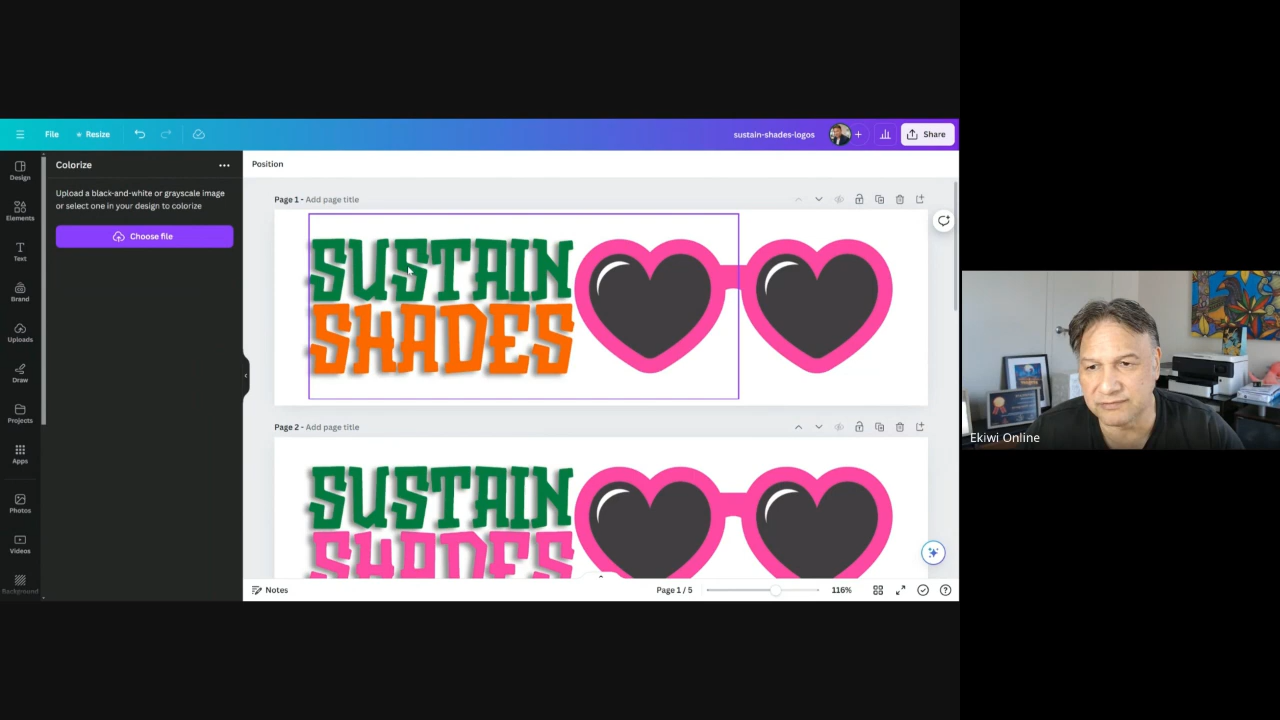 File
Resize
sustain-shades-logos
+
Share
Design
Elements
Text
Brand
Uploads
Draw
Projects
Apps
Photos
Videos
Background
Colorize
Upload a black-and-white or grayscale image
or select one in your design to colorize
Choose file
Position
Page 1 - Add page title
SUSTAIN
SHADES
Page 2 - Add page title
SUSTAIN
SHADES
Notes
Page 1 / 5
116%
Ekiwi Online